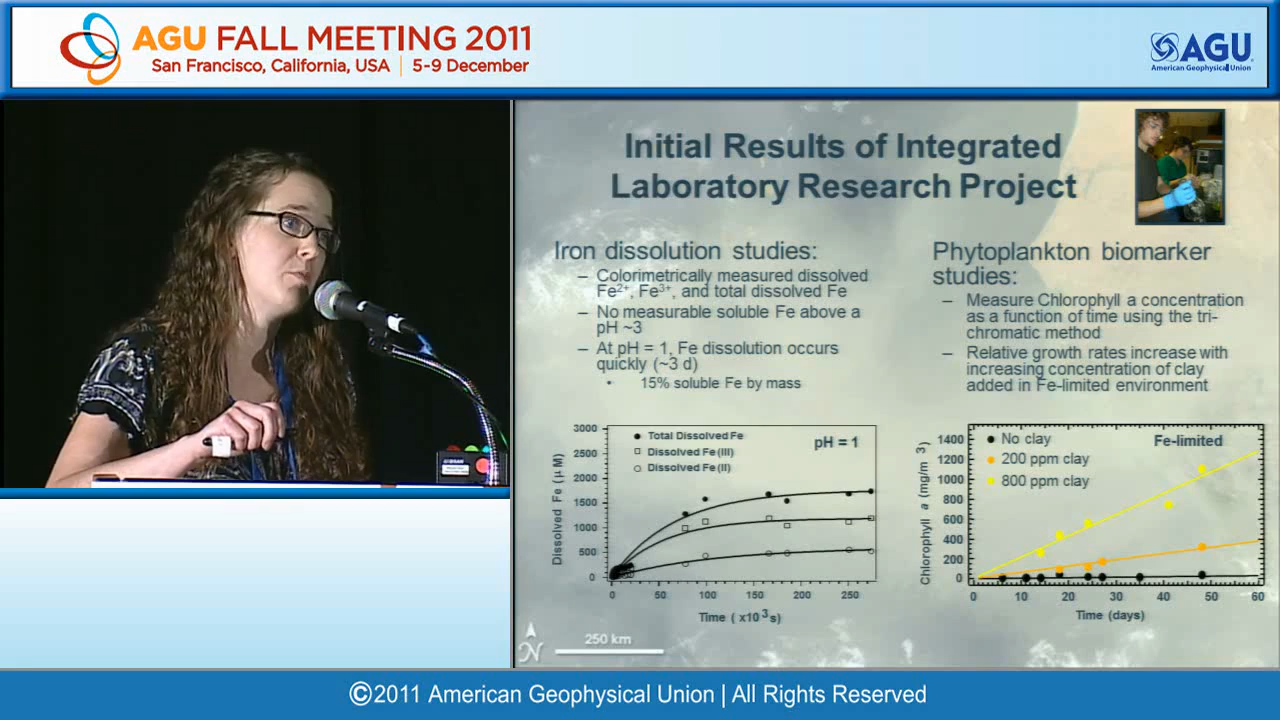 AGU FALL MEETING 2011
San Francisco, California, USA | 5-9 December
AGU
American Geophysical Union
Initial Results of Integrated
Laboratory Research Project
Iron dissolution studies:
– Colorimetrically measured dissolved
Fe2+, Fe3+, and total dissolved Fe
– No measurable soluble Fe above a
pH ~3
– At pH = 1, Fe dissolution occurs
quickly (~3 d)
• 15% soluble Fe by mass
Phytoplankton biomarker
studies:
– Measure Chlorophyll a concentration
as a function of time using the tri-
chromatic method
– Relative growth rates increase with
increasing concentration of clay
added in Fe-limited environment
Total Dissolved Fe
Dissolved Fe(III)
Dissolved Fe(II)
pH = 1
Dissolved Fe (μM)
3000
2500
2000
1500
1000
500
0
0 50 100 150 200 250
Time ( x10 3s)
No clay
200 ppm clay
800 ppm clay
Fe-limited
Chlorophyll a (mg/m 3)
1400
1200
1000
800
600
400
200
0
0 10 20 30 40 50 60
Time (days)
N
250 km
©2011 American Geophysical Union | All Rights Reserved